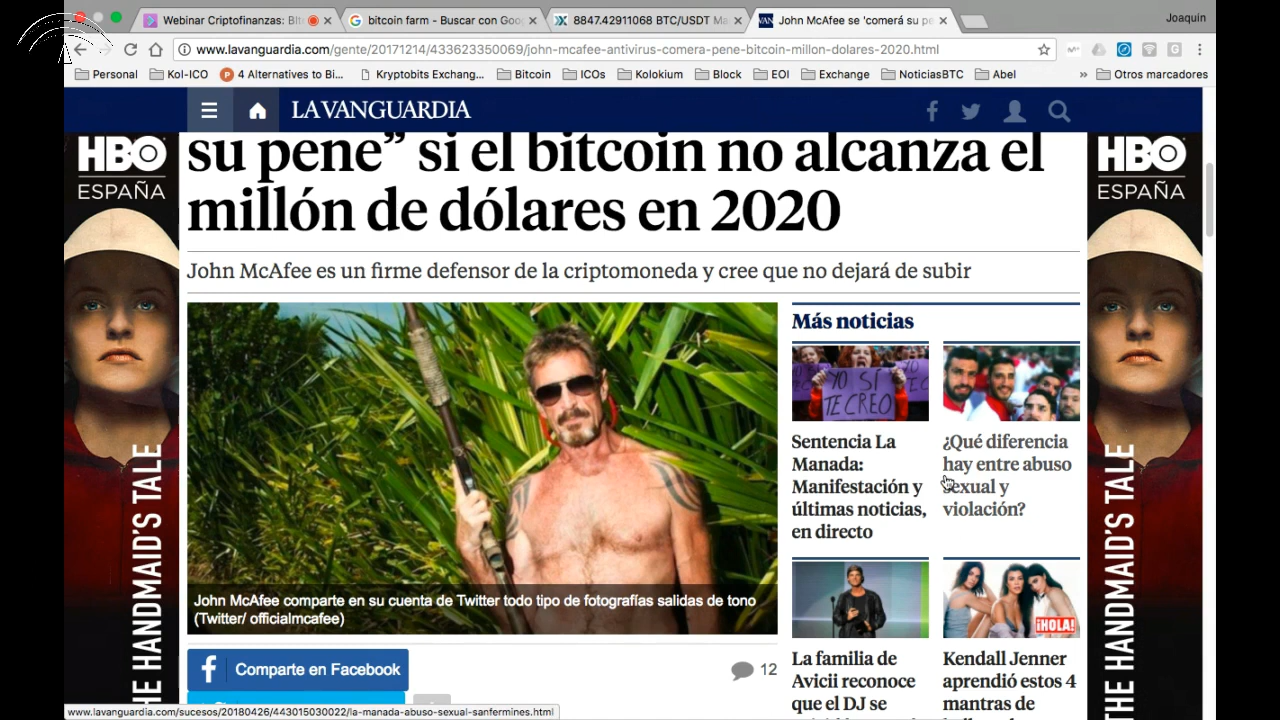 Webinar Criptofinanzas: Bit
bitcoin farm - Buscar con Goo
8847.42911068 BTC/USDT Ma
John McAfee se 'comerá su pe
Joaquin
www.lavanguardia.com/gente/20171214/433623350069/john-mcafee-antivirus-comera-pene-bitcoin-millon-dolares-2020.html
Personal
Kol-ICO
4 Alternatives to Bi...
Kryptobits Exchang...
Bitcoin
ICOs
Kolokium
Block
EOI
Exchange
NoticiasBTC
Abel
»
Otros marcadores
LA VANGUARDIA
HBO
ESPAÑA
THE HANDMAID'S TALE
su pene” si el bitcoin no alcanza el
millón de dólares en 2020
John McAfee es un firme defensor de la criptomoneda y cree que no dejará de subir
John McAfee comparte en su cuenta de Twitter todo tipo de fotografías salidas de tono
(Twitter/ officialmcafee)
Comparte en Facebook
12
Más noticias
YO SÍ
TE CREO
Sentencia La
Manada:
Manifestación y
últimas noticias,
en directo
¿Qué diferencia
hay entre abuso
sexual y
violación?
La familia de
Avicii reconoce
que el DJ se
¡HOLA!
Kendall Jenner
aprendió estos 4
mantras de
HBO
ESPAÑA
THE HANDMAID'S TALE
www.lavanguardia.com/sucesos/20180426/443015030022/la-manada-abuso-sexual-sanfermines.html